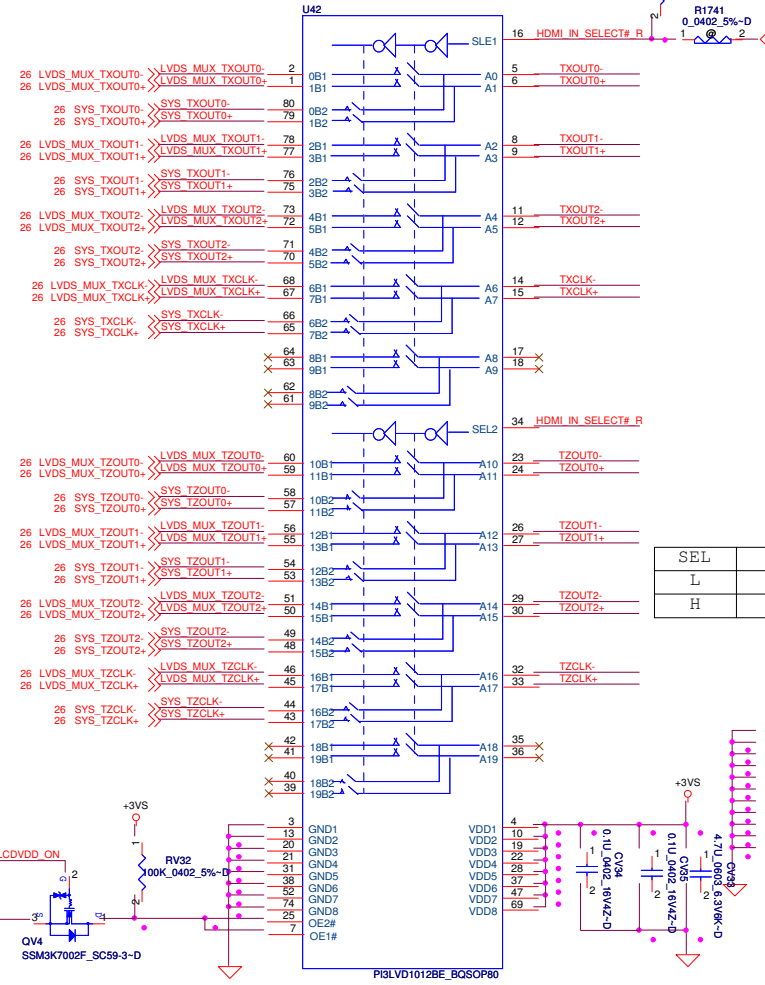 U42
R1741
0_0402_5%~D
2
1 @ 2
SLE1 16 HDMI_IN_SELECT#_R
26 LVDS_MUX_TXOUT0- LVDS_MUX_TXOUT0- 2 0B1 A0 5 TXOUT0-
26 LVDS_MUX_TXOUT0+ LVDS_MUX_TXOUT0+ 1 1B1 A1 6 TXOUT0+
26 SYS_TXOUT0- SYS_TXOUT0- 80 0B2
26 SYS_TXOUT0+ SYS_TXOUT0+ 79 1B2
26 LVDS_MUX_TXOUT1- LVDS_MUX_TXOUT1- 78 2B1 A2 8 TXOUT1-
26 LVDS_MUX_TXOUT1+ LVDS_MUX_TXOUT1+ 77 3B1 A3 9 TXOUT1+
26 SYS_TXOUT1- SYS_TXOUT1- 76 2B2
26 SYS_TXOUT1+ SYS_TXOUT1+ 75 3B2
26 LVDS_MUX_TXOUT2- LVDS_MUX_TXOUT2- 73 4B1 A4 11 TXOUT2-
26 LVDS_MUX_TXOUT2+ LVDS_MUX_TXOUT2+ 72 5B1 A5 12 TXOUT2+
26 SYS_TXOUT2- SYS_TXOUT2- 71 4B2
26 SYS_TXOUT2+ SYS_TXOUT2+ 70 5B2
26 LVDS_MUX_TXCLK- LVDS_MUX_TXCLK- 68 6B1 A6 14 TXCLK-
26 LVDS_MUX_TXCLK+ LVDS_MUX_TXCLK+ 67 7B1 A7 15 TXCLK+
26 SYS_TXCLK- SYS_TXCLK- 66 6B2
26 SYS_TXCLK+ SYS_TXCLK+ 65 7B2
64 8B1 A8 17
63 9B1 A9 18
62 8B2
61 9B2
SEL2 34 HDMI_IN_SELECT#_R
26 LVDS_MUX_TZOUT0- LVDS_MUX_TZOUT0- 60 10B1 A10 23 TZOUT0-
26 LVDS_MUX_TZOUT0+ LVDS_MUX_TZOUT0+ 59 11B1 A11 24 TZOUT0+
26 SYS_TZOUT0- SYS_TZOUT0- 58 10B2
26 SYS_TZOUT0+ SYS_TZOUT0+ 57 11B2
26 LVDS_MUX_TZOUT1- LVDS_MUX_TZOUT1- 56 12B1 A12 26 TZOUT1-
26 LVDS_MUX_TZOUT1+ LVDS_MUX_TZOUT1+ 55 13B1 A13 27 TZOUT1+
26 SYS_TZOUT1- SYS_TZOUT1- 54 12B2
26 SYS_TZOUT1+ SYS_TZOUT1+ 53 13B2
SEL
L
H
26 LVDS_MUX_TZOUT2- LVDS_MUX_TZOUT2- 51 14B1 A14 29 TZOUT2-
26 LVDS_MUX_TZOUT2+ LVDS_MUX_TZOUT2+ 50 15B1 A15 30 TZOUT2+
26 SYS_TZOUT2- SYS_TZOUT2- 49 14B2
26 SYS_TZOUT2+ SYS_TZOUT2+ 48 15B2
26 LVDS_MUX_TZCLK- LVDS_MUX_TZCLK- 46 16B1 A16 32 TZCLK-
26 LVDS_MUX_TZCLK+ LVDS_MUX_TZCLK+ 45 17B1 A17 33 TZCLK+
26 SYS_TZCLK- SYS_TZCLK- 44 16B2
26 SYS_TZCLK+ SYS_TZCLK+ 43 17B2
42 18B1 A18 35
41 19B1 A19 36
40 18B2
39 19B2
+3VS
+3VS
3 GND1 VDD1 4
13 GND2 VDD2 10
20 GND3 VDD3 19
21 GND4 VDD4 22
31 GND5 VDD5 28
38 GND6 VDD6 37
52 GND7 VDD7 47
74 GND8 VDD8 69
25 OE2#
7 OE1#
LCDVDD_ON
1
RV32
100K_0402_5%~D
2
G 2
3 S D 1
QV4
SSM3K7002F_SC59-3~D
1 2
CV34
0.1U_0402_16V4Z~D
1 2
CV35
0.1U_0402_16V4Z~D
1 2
CV33
4.7U_0603_6.3V6K~D
PI3LVD1012BE_BQSOP80